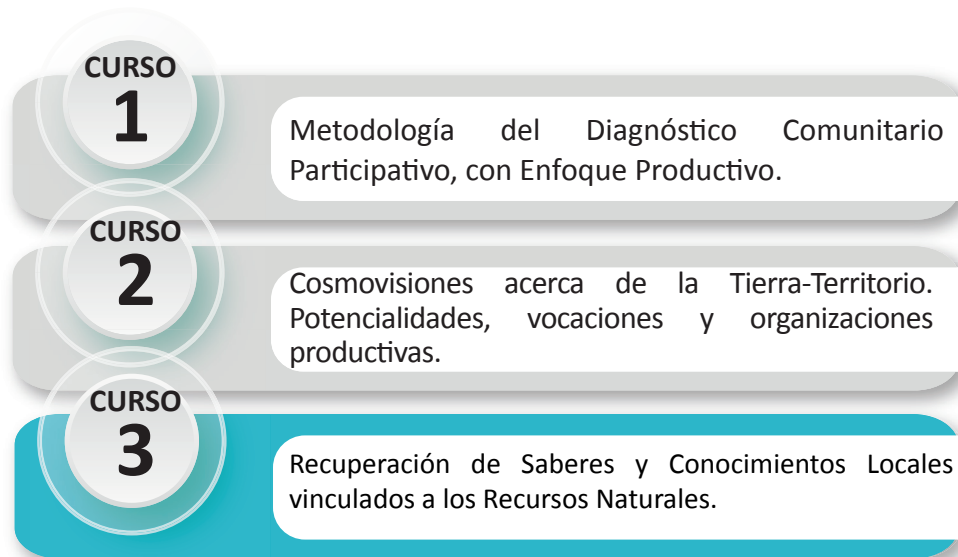 CURSO
1
Metodología del Diagnóstico Comunitario
Participativo, con Enfoque Productivo.
CURSO
2
Cosmovisiones acerca de la Tierra-Territorio.
Potencialidades, vocaciones y organizaciones
productivas.
CURSO
3
Recuperación de Saberes y Conocimientos Locales
vinculados a los Recursos Naturales.